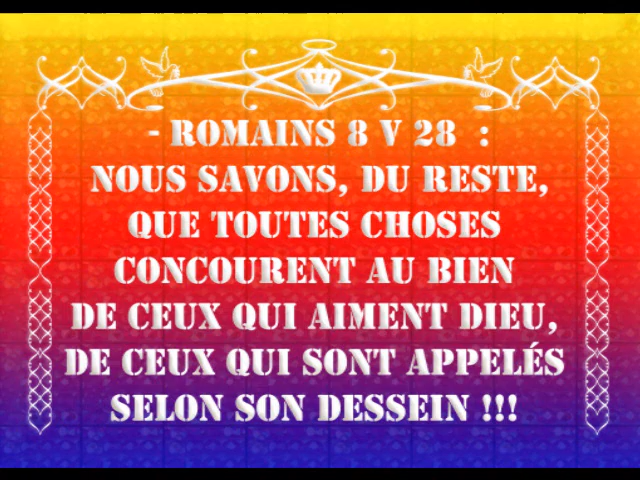 - ROMAINS 8 V 28 :
NOUS SAVONS, DU RESTE,
QUE TOUTES CHOSES
CONCOURENT AU BIEN
DE CEUX QUI AIMENT DIEU,
DE CEUX QUI SONT APPELÉS
SELON SON DESSEIN !!!